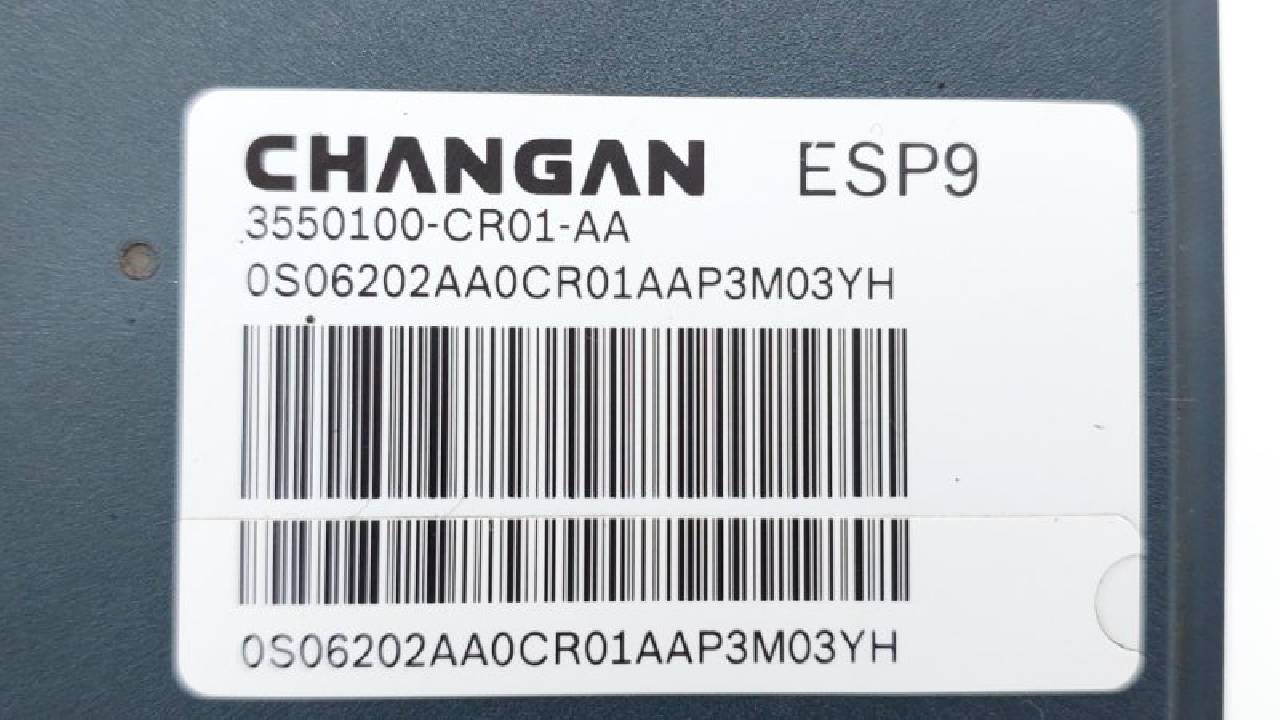 CHANGAN ESP9
3550100-CR01-AA
0S06202AA0CR01AAP3M03YH
0S06202AA0CR01AAP3M03YH